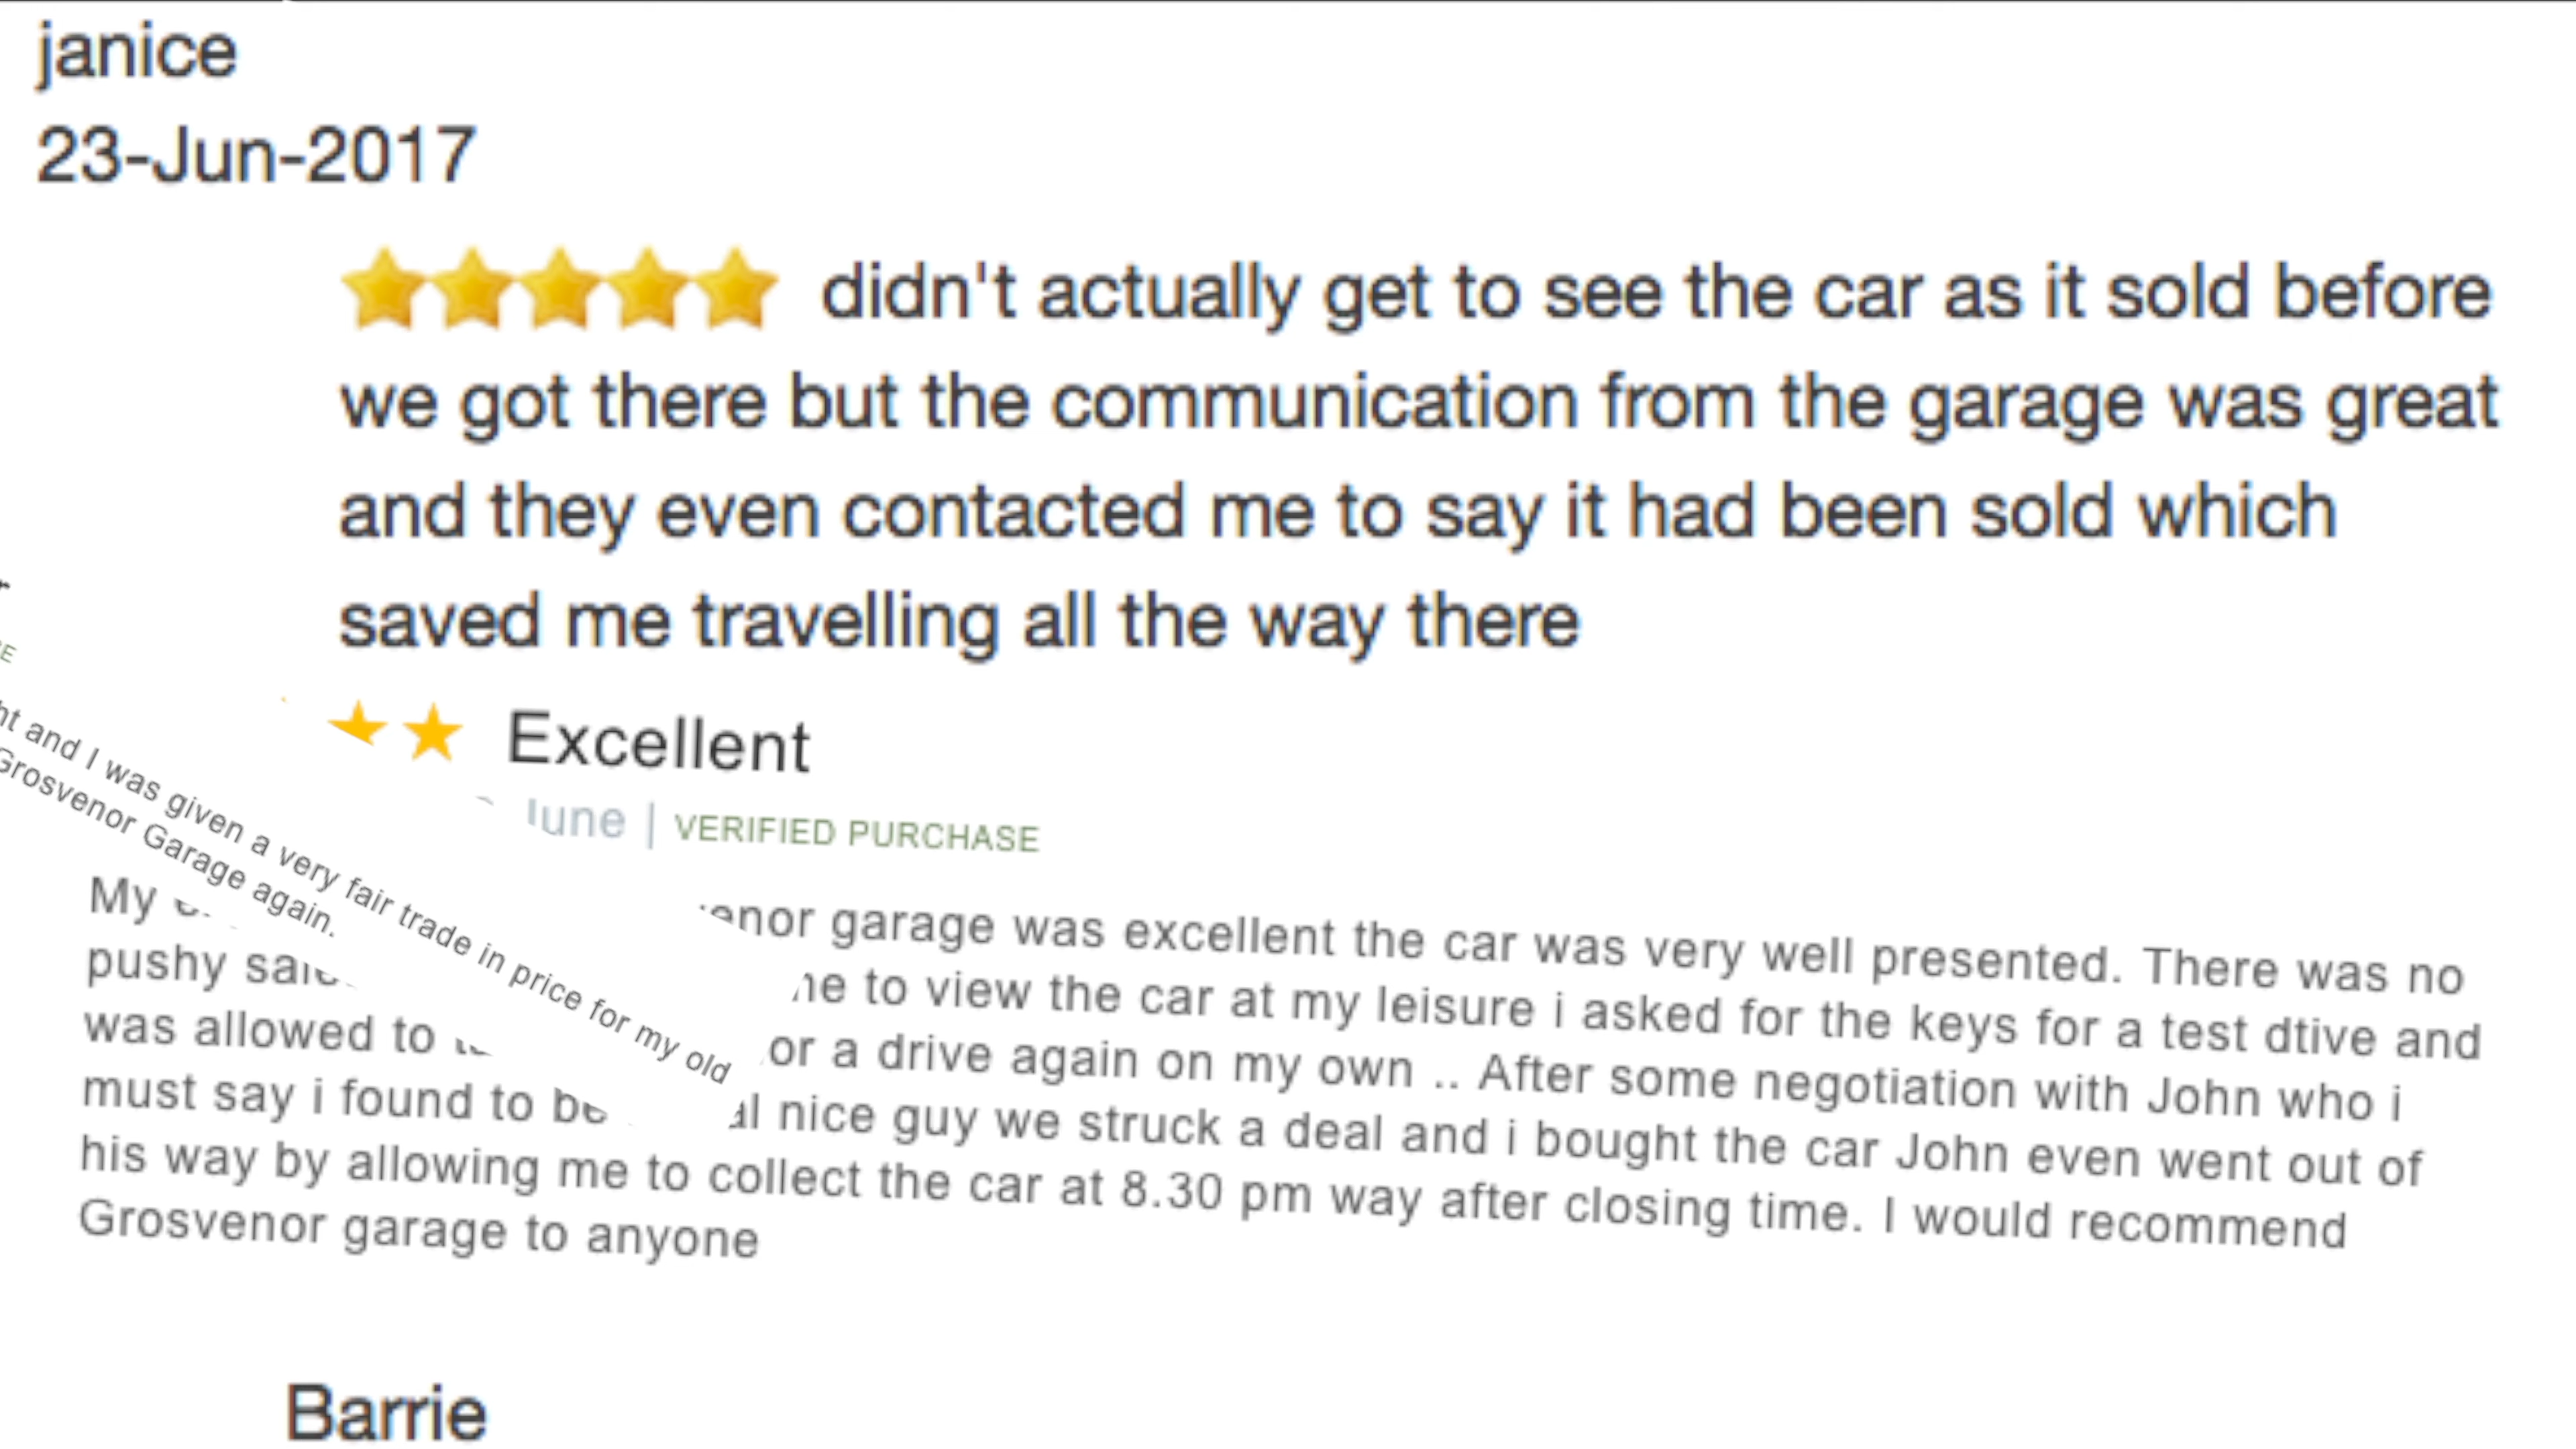 janice
23-Jun-2017
didn't actually get to see the car as it sold before
we got there but the communication from the garage was great
and they even contacted me to say it had been sold which
saved me travelling all the way there
Excellent
| VERIFIED PURCHASE
and I was given a very fair trade in price for my old
Grosvenor Garage again.
My garage was excellent the car was very well presented. There was no
pushy to view the car at my leisure i asked for the keys for a test dtive and
was allowed to a drive again on my own .. After some negotiation with John who i
must say i found to nice guy we struck a deal and i bought the car John even went out of
his way by allowing me to collect the car at 8.30 pm way after closing time. I would recommend
Grosvenor garage to anyone
Barrie